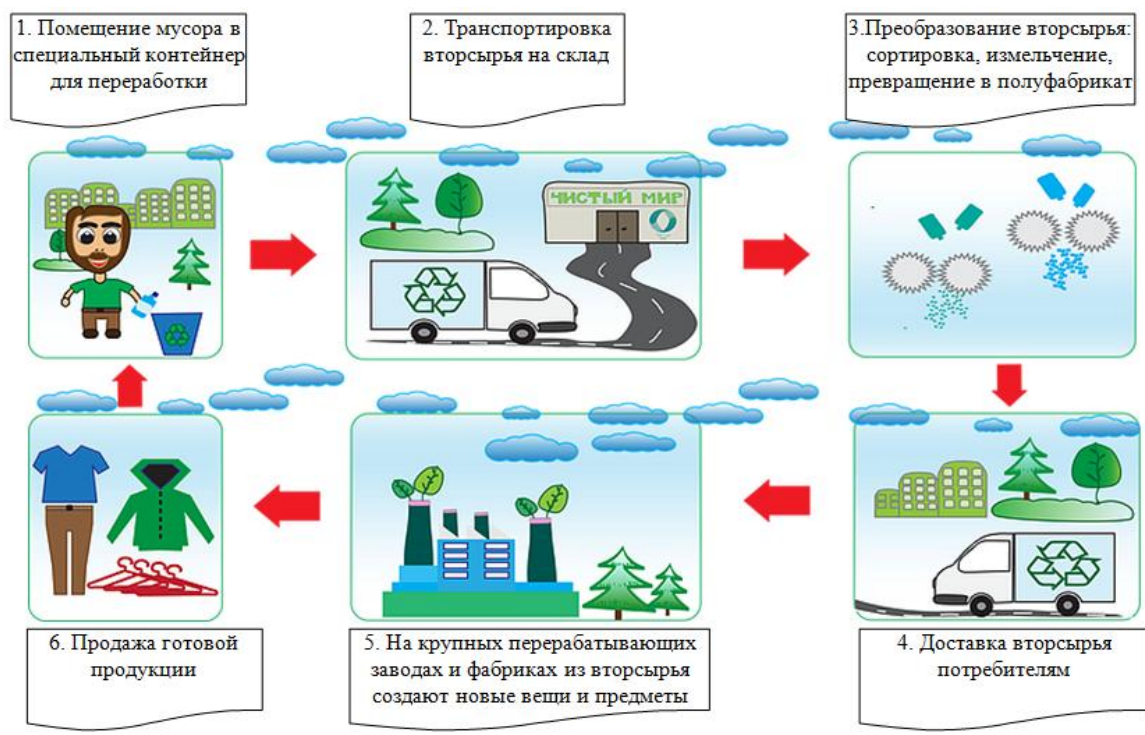 1. Помещение мусора в
специальный контейнер
для переработки
2. Транспортировка
вторсырья на склад
3.Преобразование вторсырья:
сортировка, измельчение,
превращение в полуфабрикат
ЧИСТЫЙ МИР
6. Продажа готовой
продукции
5. На крупных перерабатывающих
заводах и фабриках из вторсырья
создают новые вещи и предметы
4. Доставка вторсырья
потребителям